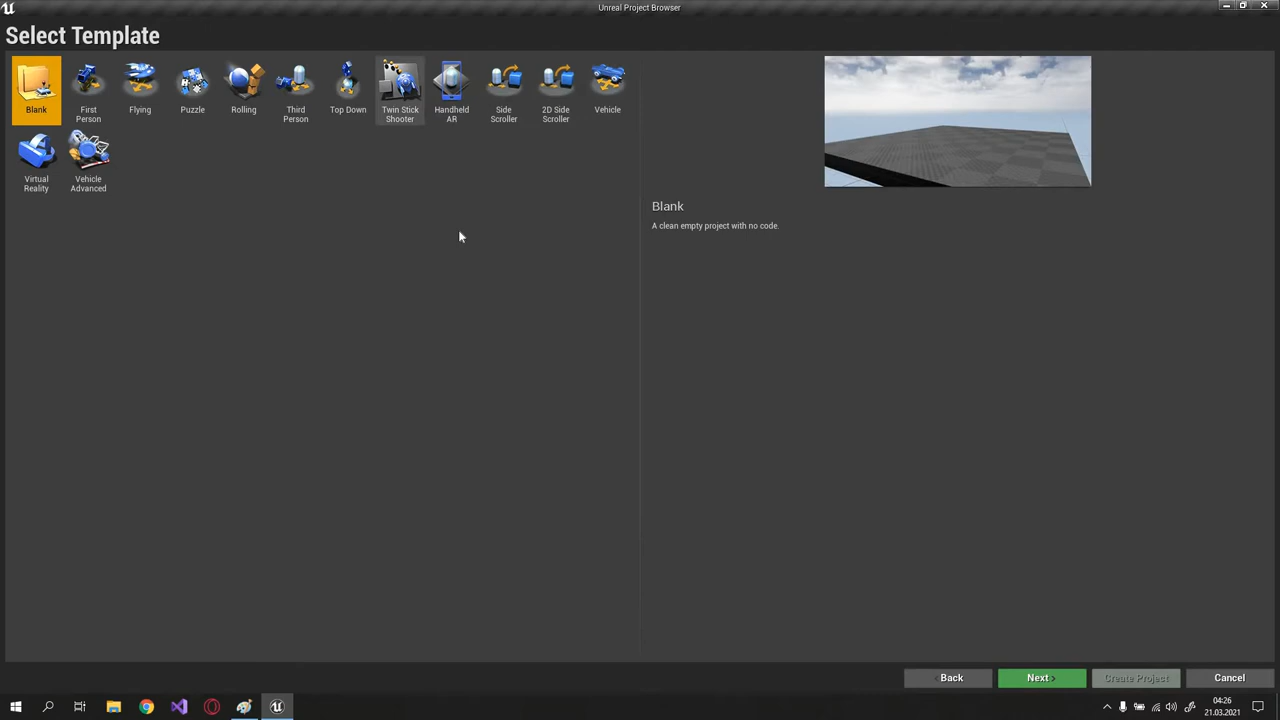 Unreal Project Browser
Select Template
Blank
First
Person
Flying
Puzzle
Rolling
Third
Person
Top Down
Twin Stick
Shooter
Handheld
AR
Side
Scroller
2D Side
Scroller
Vehicle
Virtual
Reality
Vehicle
Advanced
Blank
A clean empty project with no code.
< Back
Next >
Create Project
Cancel
04:26
21.03.2021